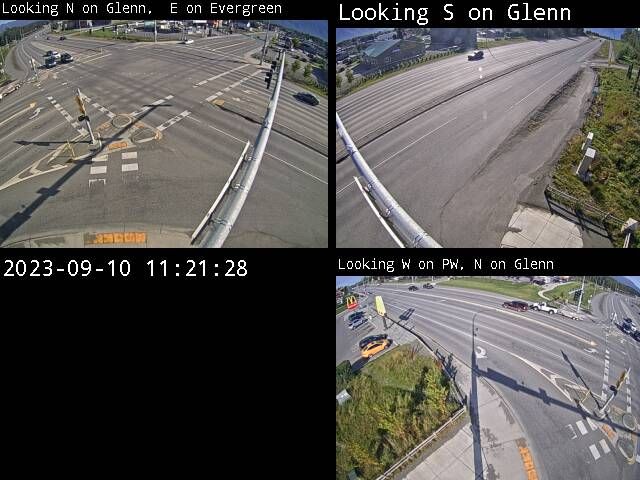 Looking N on Glenn, E on Evergreen
Looking S on Glenn
2023-09-10 11:21:28
Looking W on PW, N on Glenn